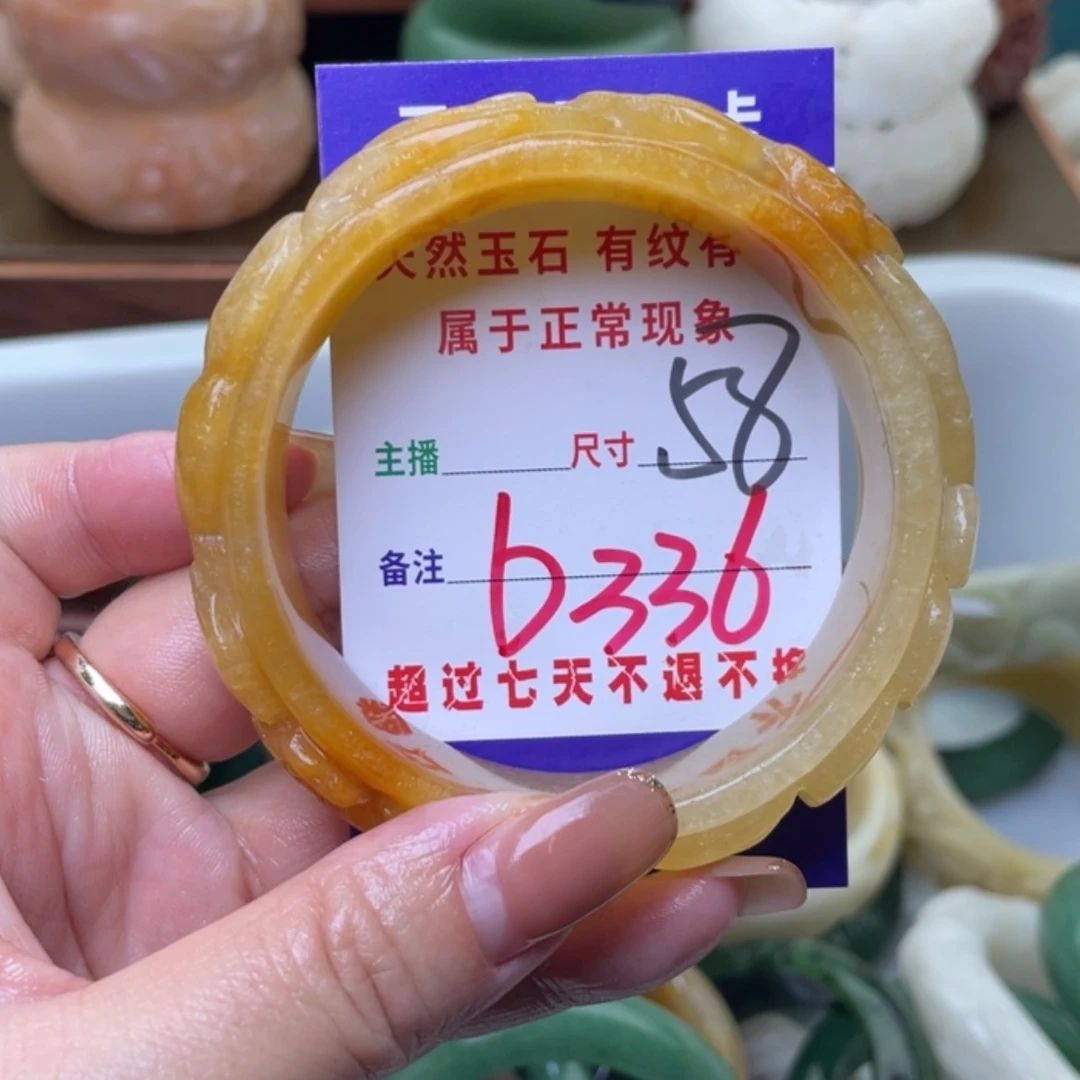 天然玉石 有纹有
属于正常现象
主播 尺寸 58
备注 6336
超过七天不退不换